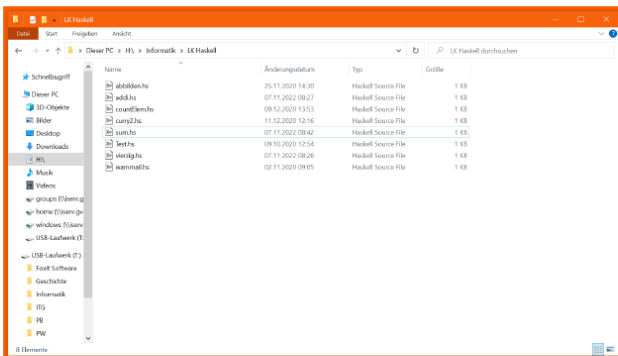 LK Haskell
Datei Start Freigeben Ansicht
Dieser PC > H:\ > Informatik > LK Haskell
LK Haskell durchsuchen
Name Änderungsdatum Typ Größe
abbilden.hs 25.11.2020 14:30 Haskell Source File 1 KB
addi.hs 07.11.2022 08:27 Haskell Source File 1 KB
countElem.hs 09.12.2020 13:53 Haskell Source File 1 KB
curry2.hs 11.12.2020 12:16 Haskell Source File 1 KB
sum.hs 07.11.2022 08:42 Haskell Source File 1 KB
Test.hs 09.10.2020 12:54 Haskell Source File 1 KB
vierzig.hs 07.11.2022 08:26 Haskell Source File 1 KB
wammall.hs 02.11.2020 09:05 Haskell Source File 1 KB
Schnellzugriff
Dieser PC
3D-Objekte
Bilder
Desktop
Downloads
H:\
Musik
Videos
groups (\\iserv.g
home (\\iserv.gv
windows (\\iserv
USB-Laufwerk (T:
USB-Laufwerk (T:)
Foxit Software
Geschichte
Informatik
ITG
PB
PW
8 Elemente